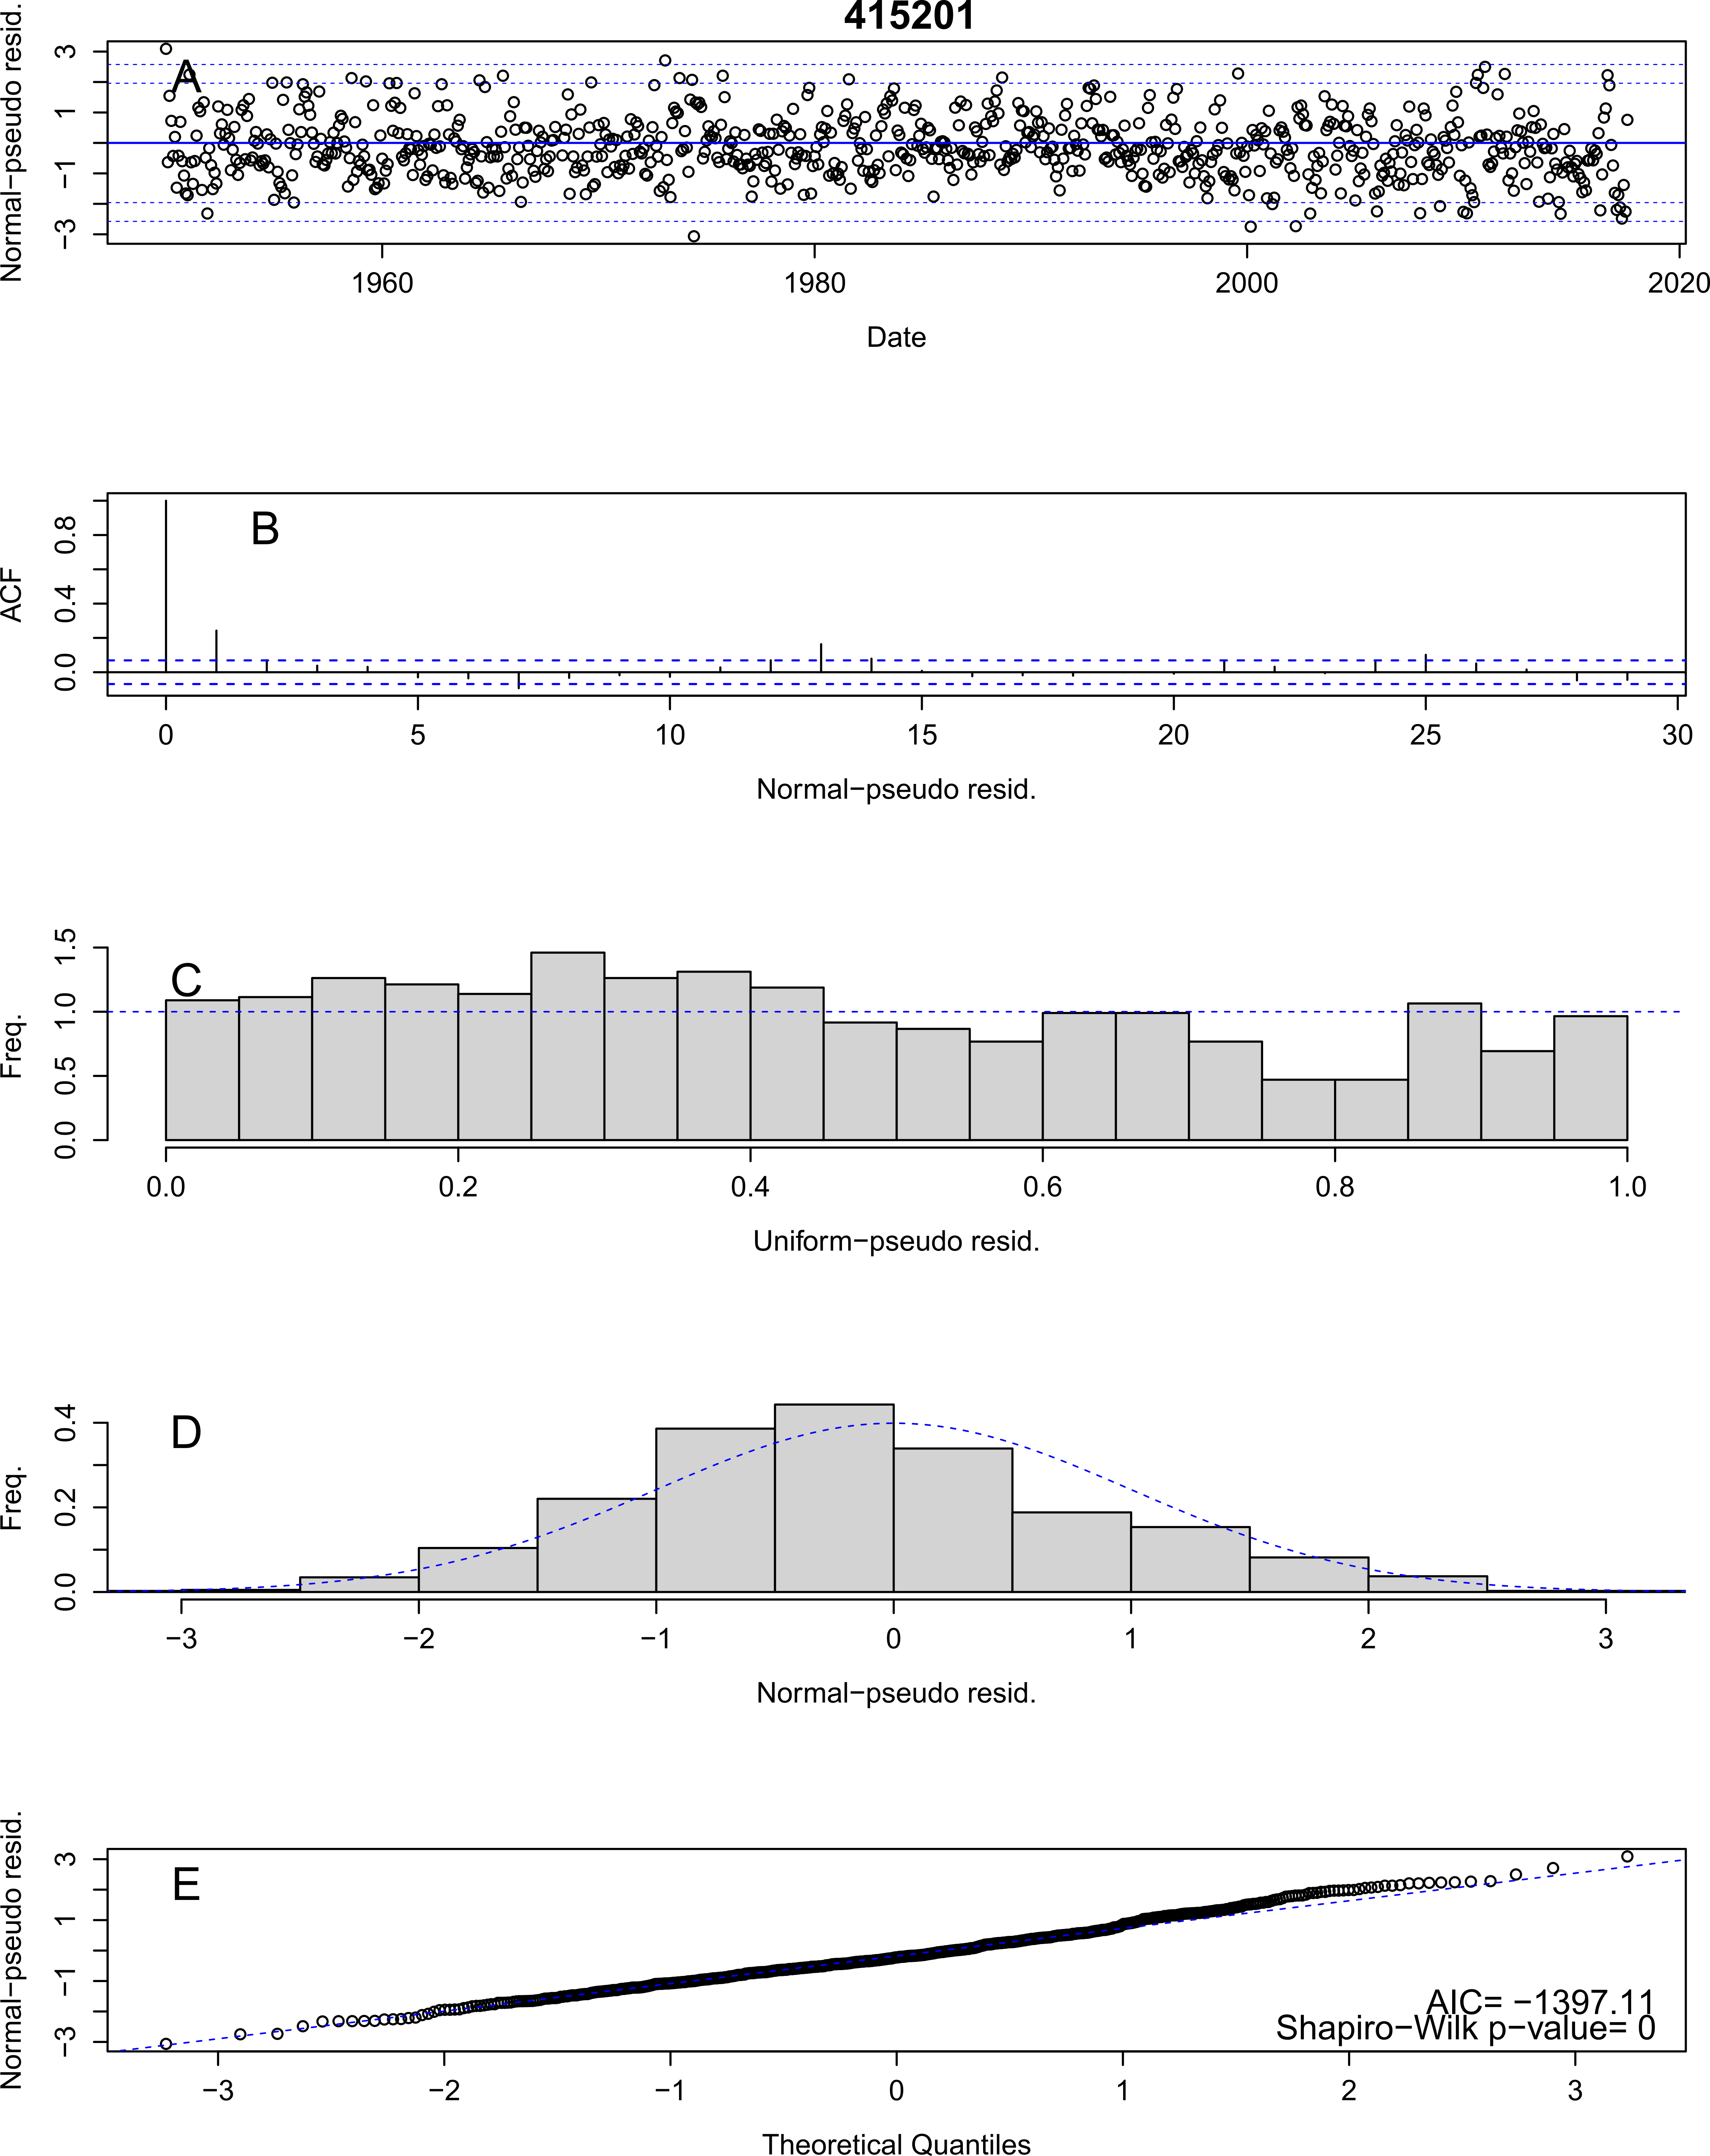 415201
A
Normal−pseudo resid.
3
1
−1
−3
1960 1980 2000 2020
Date
B
ACF
0.8
0.4
0.0
0 5 10 15 20 25 30
Normal−pseudo resid.
C
Freq.
1.5
1.0
0.5
0.0
0.0 0.2 0.4 0.6 0.8 1.0
Uniform−pseudo resid.
D
Freq.
0.4
0.2
0.0
−3 −2 −1 0 1 2 3
Normal−pseudo resid.
E
Normal−pseudo resid.
3
1
−1
−3
AIC= −1397.11
Shapiro−Wilk p−value= 0
−3 −2 −1 0 1 2 3
Theoretical Quantiles